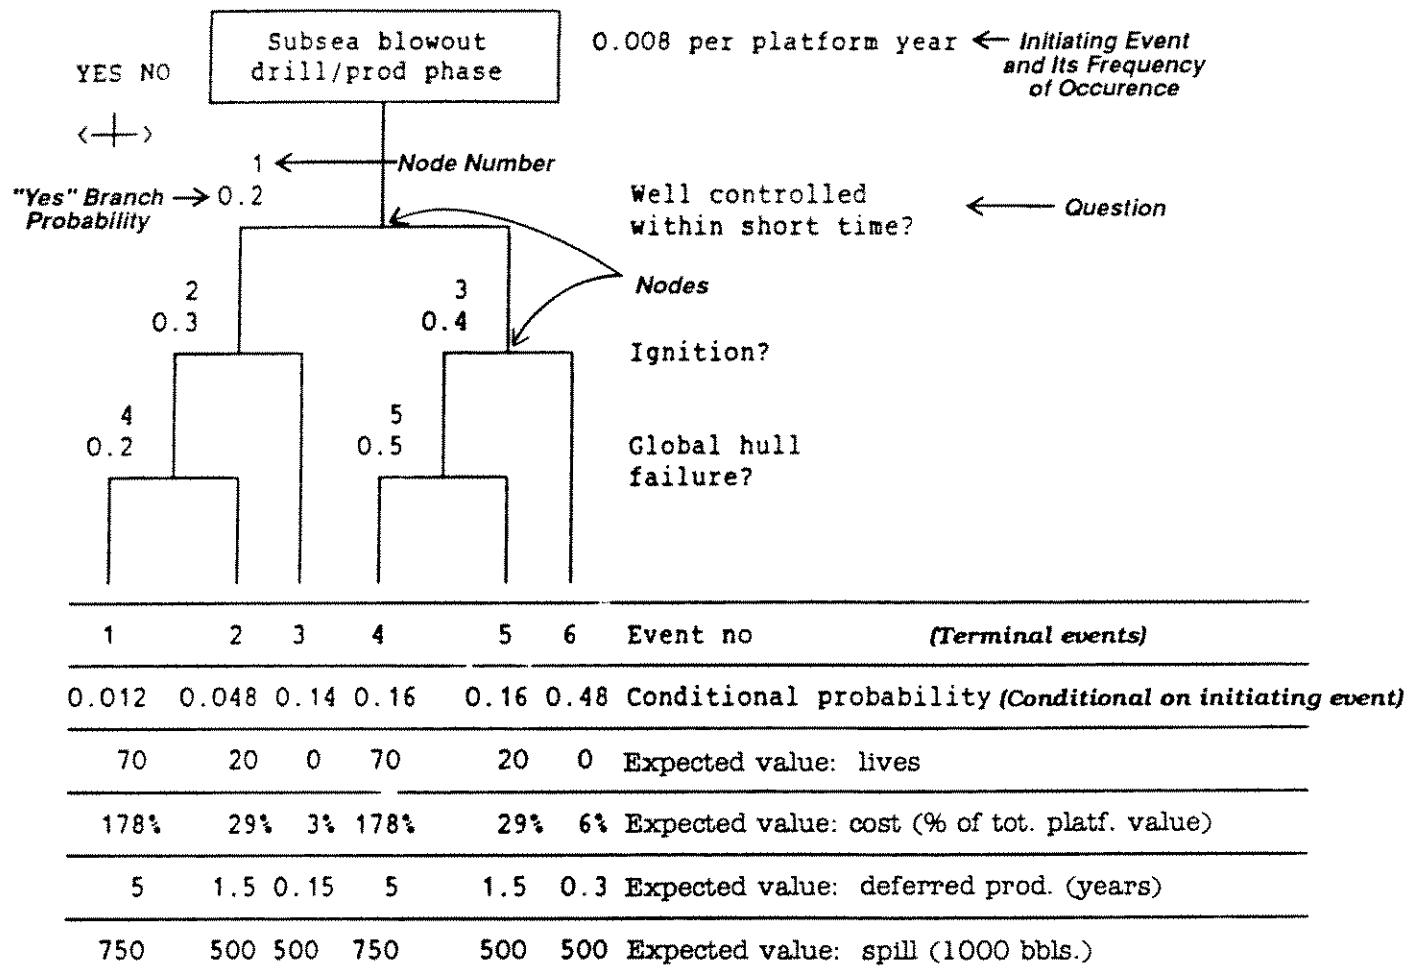 Subsea blowout
drill/prod phase
0.008 per platform year
Initiating Event
and Its Frequency
of Occurence
YES NO
1
Node Number
"Yes" Branch
Probability
0.2
Well controlled
within short time?
Question
Nodes
2
0.3
3
0.4
Ignition?
4
0.2
5
0.5
Global hull
failure?
1 2 3 4 5 6 Event no (Terminal events)
0.012 0.048 0.14 0.16 0.16 0.48 Conditional probability (Conditional on initiating event)
70 20 0 70 20 0 Expected value: lives
178% 29% 3% 178% 29% 6% Expected value: cost (% of tot. platf. value)
5 1.5 0.15 5 1.5 0.3 Expected value: deferred prod. (years)
750 500 500 750 500 500 Expected value: spill (1000 bbls.)